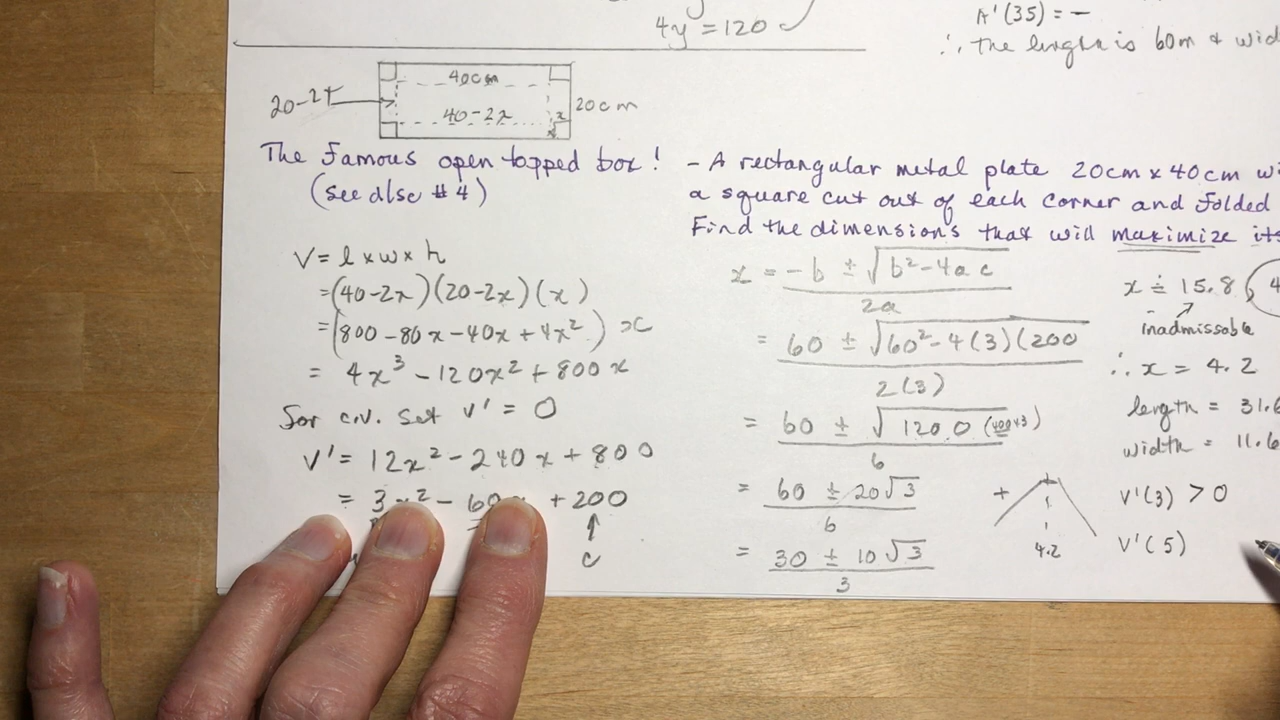 4y = 120
A'(35) = -
∴ the length is 60m & wid
40cm
20-2x
40-2x
x
x
20cm
The Famous open topped box!
(see also #4)
- A rectangular metal plate 20cm x 40cm wi
a square cut out of each corner and folded
Find the dimensions that will maximize its
V = l x w x h
=(40-2x)(20-2x)(x)
=(800-80x-40x+4x²)x
= 4x³ -120x² + 800x
For c.v. set V' = 0
V' = 12x² - 240x + 800
= 3x² - 60x + 200
c
x = -b ± √b²-4ac
2a
= 60 ± √60²-4(3)(200
2(3)
= 60 ± √1200 (400x3)
6
= 60 ± 20√3
6
= 30 ± 10√3
3
x ≐ 15.8, 4
inadmissable
∴ x = 4.2
length = 31.6
width = 11.6
+
4.2
V'(3) > 0
V'(5)